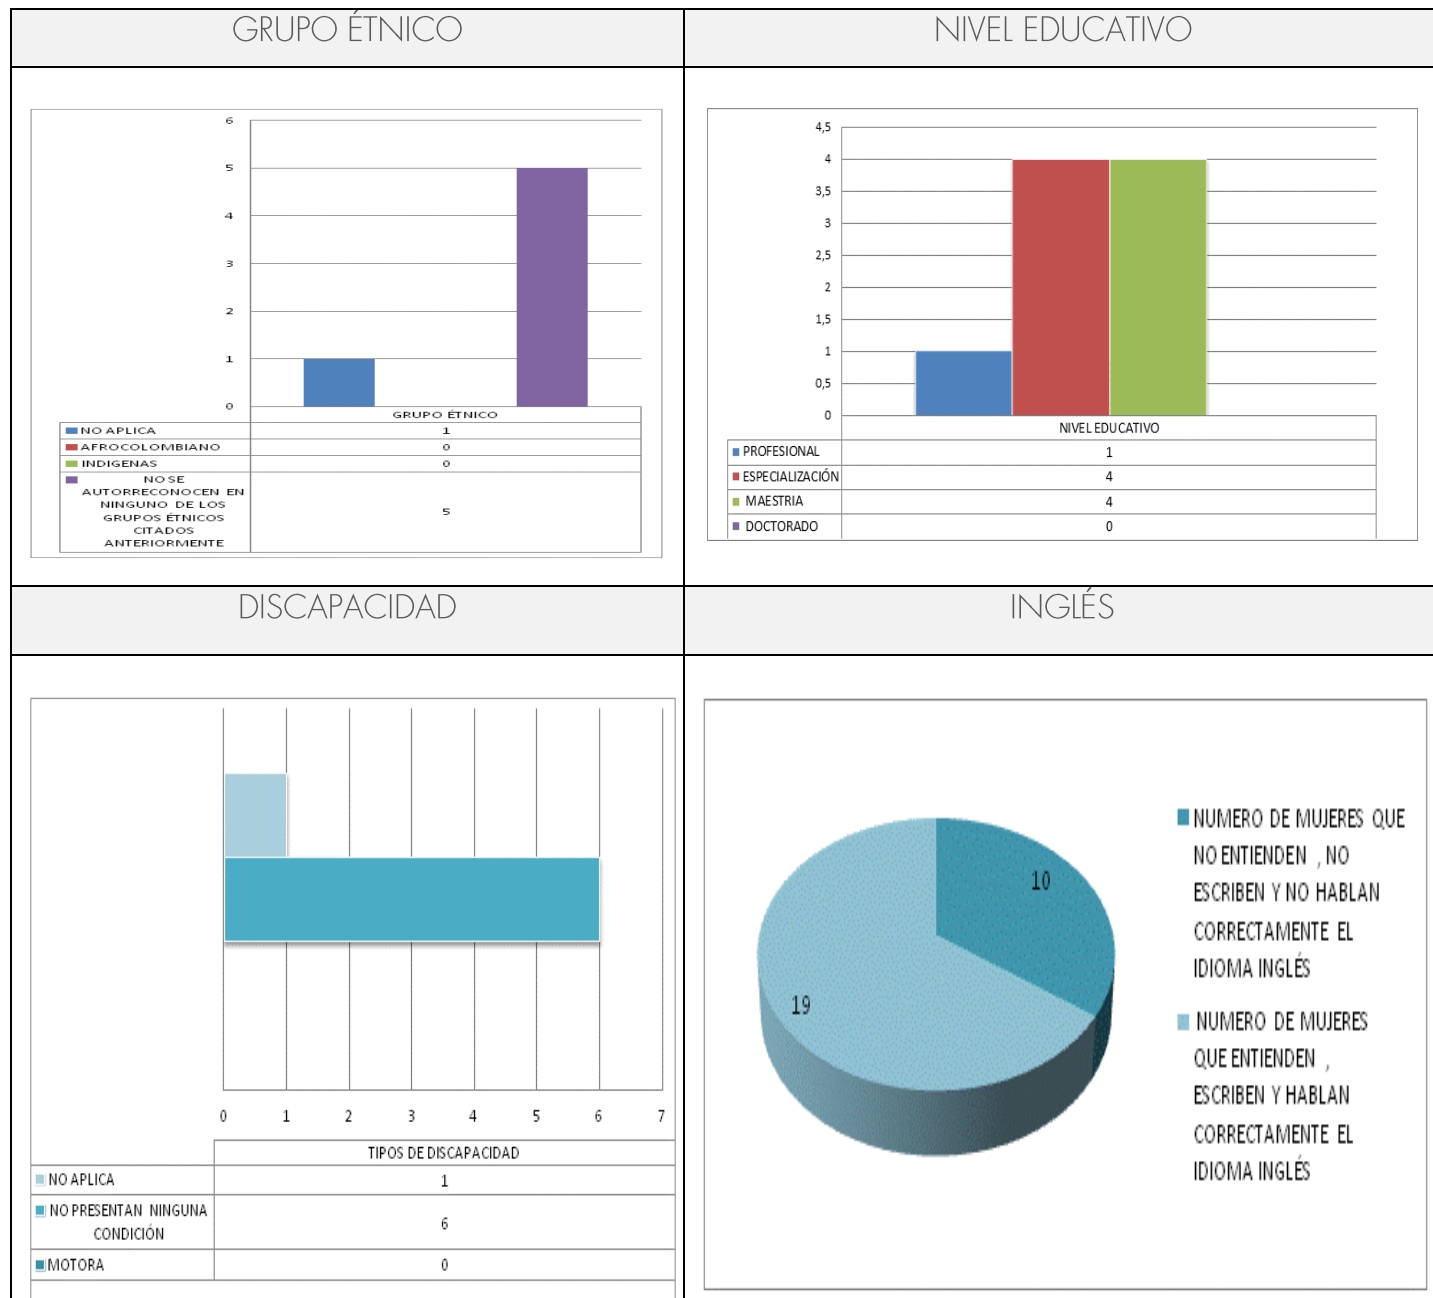 GRUPO ÉTNICO
NIVEL EDUCATIVO
6
5
4
3
2
1
0
GRUPO ÉTNICO
NO APLICA 1
AFROCOLOMBIANO 0
INDIGENAS 0
NO SE
AUTORRECONOCEN EN
NINGUNO DE LOS
GRUPOS ÉTNICOS 5
CITADOS
ANTERIORMENTE
4,5
4
3,5
3
2,5
2
1,5
1
0,5
0
NIVEL EDUCATIVO
PROFESIONAL 1
ESPECIALIZACIÓN 4
MAESTRIA 4
DOCTORADO 0
DISCAPACIDAD
INGLÉS
0 1 2 3 4 5 6 7
TIPOS DE DISCAPACIDAD
NO APLICA 1
NO PRESENTAN NINGUNA 6
CONDICIÓN
MOTORA 0
10
19
NUMERO DE MUJERES QUE
NO ENTIENDEN , NO
ESCRIBEN Y NO HABLAN
CORRECTAMENTE EL
IDIOMA INGLÉS
NUMERO DE MUJERES
QUE ENTIENDEN ,
ESCRIBEN Y HABLAN
CORRECTAMENTE EL
IDIOMA INGLÉS